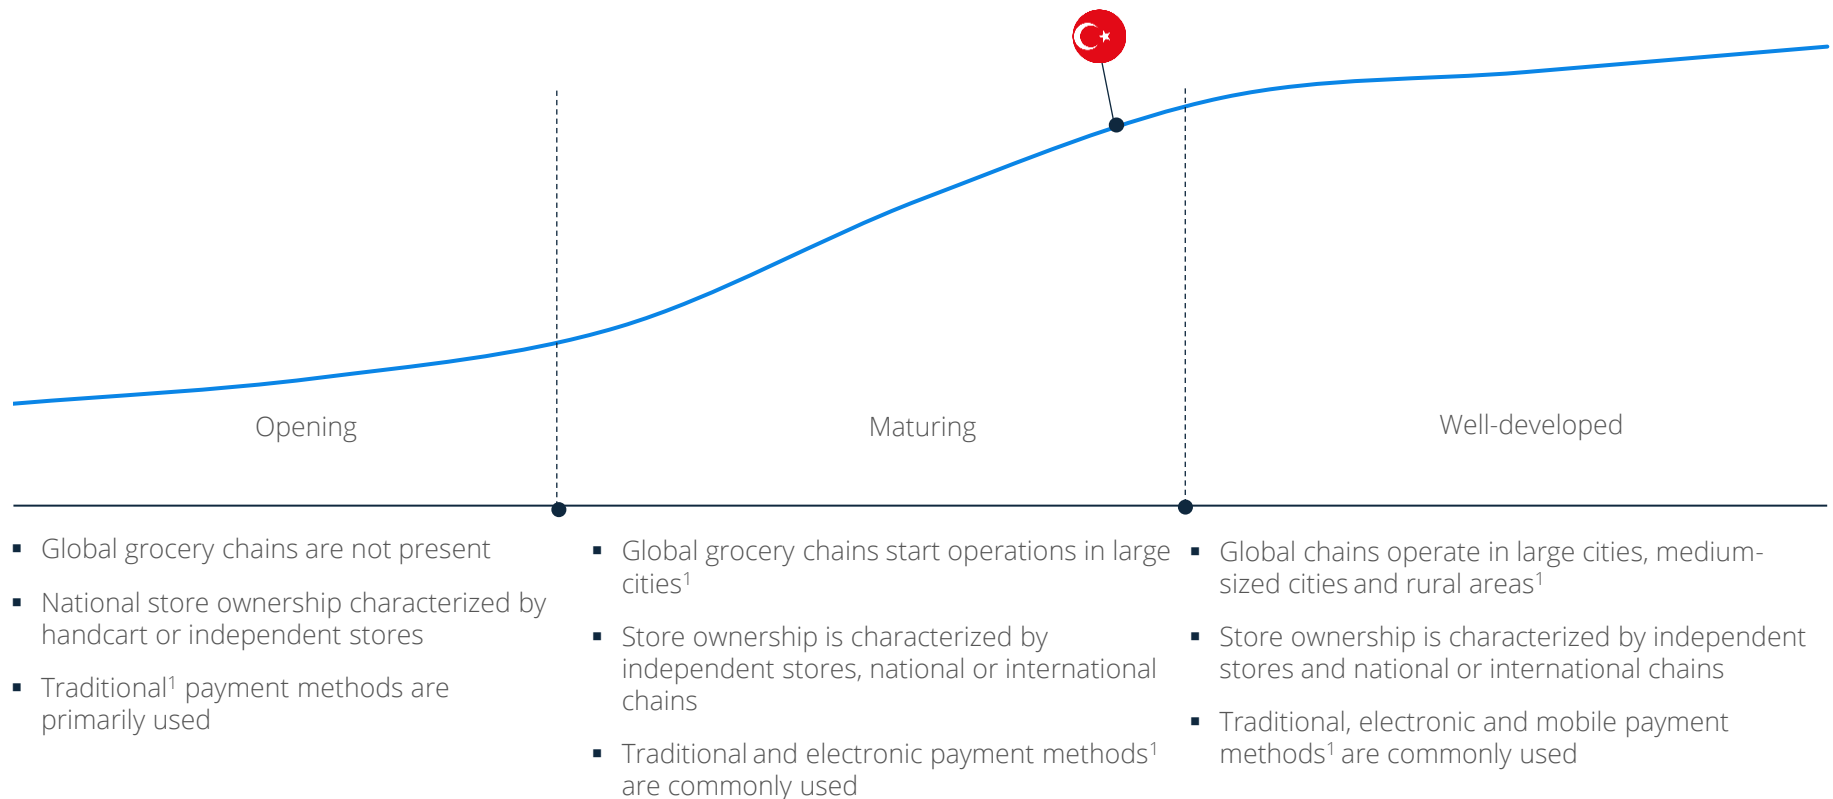 Opening
Maturing
Well-developed
▪ Global grocery chains are not present
▪ National store ownership characterized by
handcart or independent stores
▪ Traditional¹ payment methods are
primarily used
▪ Global grocery chains start operations in large
cities¹
▪ Store ownership is characterized by
independent stores, national or international
chains
▪ Traditional and electronic payment methods¹
are commonly used
▪ Global chains operate in large cities, medium-
sized cities and rural areas¹
▪ Store ownership is characterized by independent
stores and national or international chains
▪ Traditional, electronic and mobile payment
methods¹ are commonly used